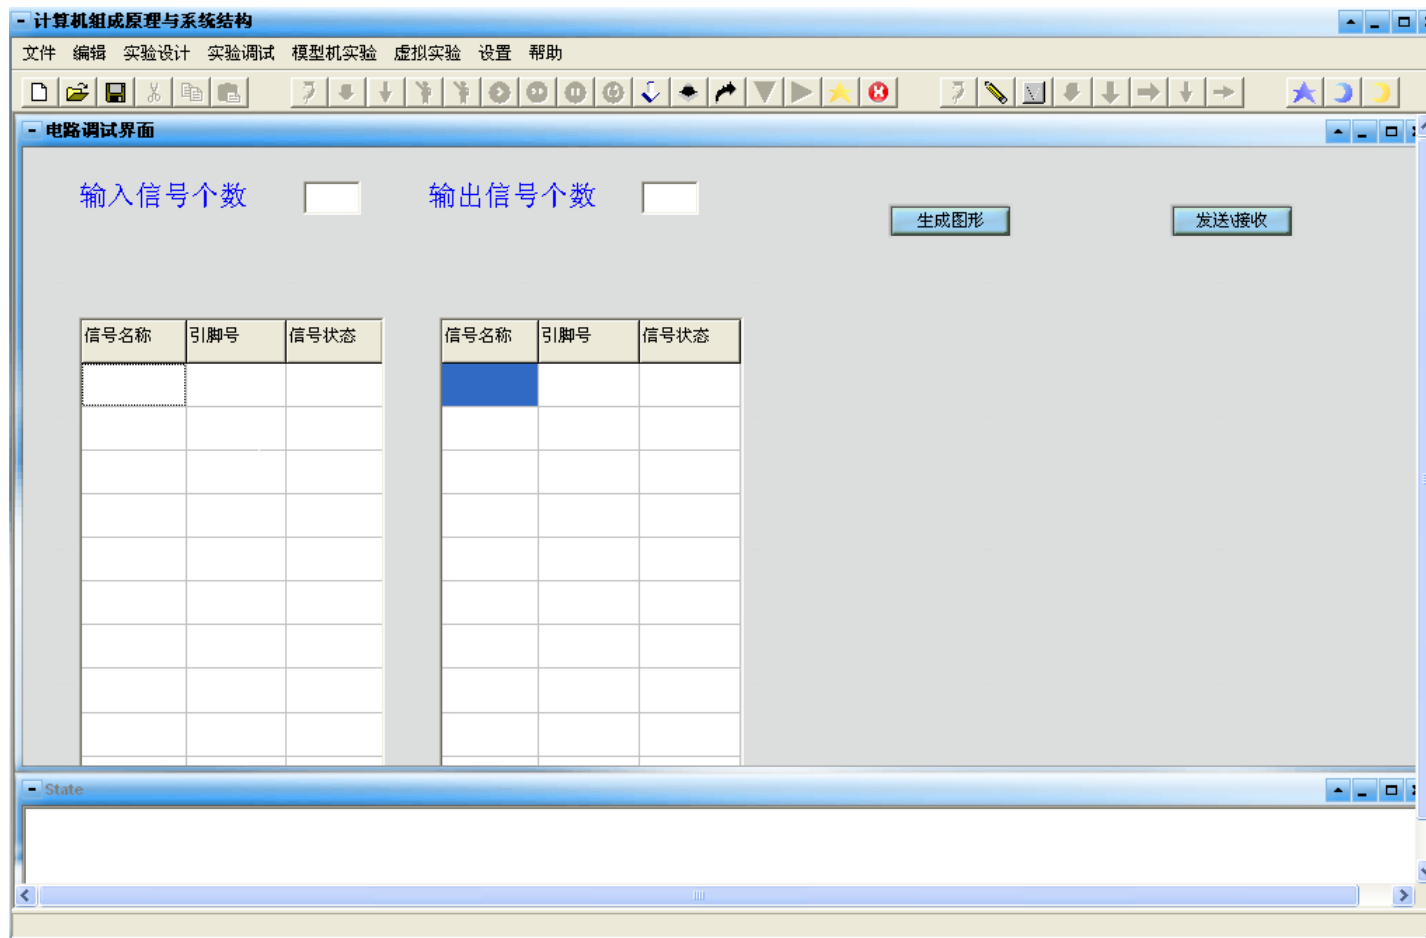 计算机组成原理与系统结构
文件 编辑 实验设计 实验调试 模型机实验 虚拟实验 设置 帮助
电路调试界面
输入信号个数 输出信号个数
生成图形 发送\接收
信号名称 引脚号 信号状态 信号名称 引脚号 信号状态
State